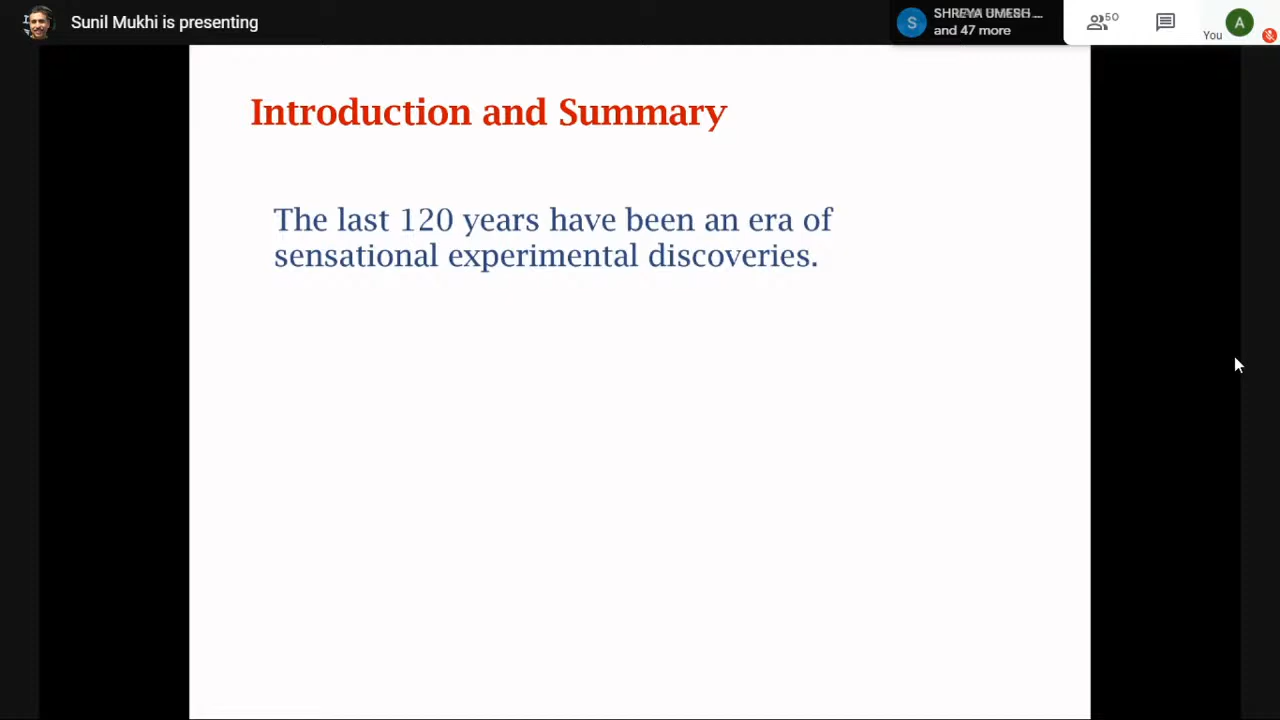 Sunil Mukhi is presenting
S
SHREYA UMESH ...
and 47 more
50
You
A
Introduction and Summary
The last 120 years have been an era of
sensational experimental discoveries.